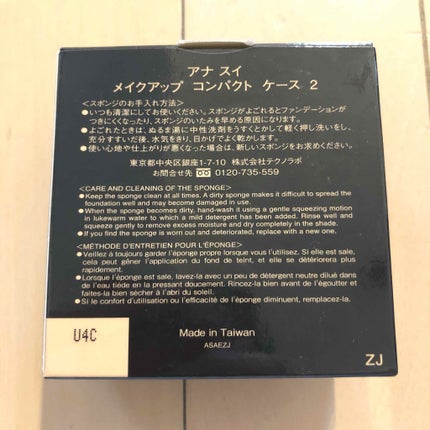 アナ スイ
メイクアップ コンパクト ケース 2
<スポンジのお手入れ方法>
●いつも清潔にしてお使いください。スポンジがよごれるとファンデーションが
つきにくくなったり、スポンジのいたみを早める原因になります。
●よごれたときは、ぬるま湯に中性洗剤をうすくとかして軽く押し洗いをし、
充分すすいだ後、水気をきり、日かげでよく乾かします。
●使い心地や仕上りが悪くなった場合は、新しいスポンジをお求めください。
東京都中央区銀座1-7-10 株式会社テクノラボ
お問合せ先 0120-735-559
<CARE AND CLEANING OF THE SPONGE>
●Keep the sponge clean at all times. A dirty sponge makes it difficult to spread the
foundation well and may become damaged in use.
●When the sponge becomes dirty, hand-wash it using a gentle squeezing motion
in lukewarm water to which a mild detergent has been added. Rinse well and
squeeze gently to remove excess moisture and dry completely in the shade.
●If you find the sponge is worn out and deteriorated, replace with a new one.
<MÉTHODE D'ENTRETIEN POUR L'ÉPONGE>
●Veillez à toujours garder l'éponge propre lorsque vous l'utilisez. Si elle est sale,
cela peut gêner l'application du fond de teint, et elle se détériorera plus
rapidement.
●Lorsque l'éponge est sale, lavez-la avec un peu de détergent neutre dilué dans
de l'eau tiède en la pressant doucement. Rincez-la bien avant de l'égoutter et
faites-la bien sécher à l'abri du soleil.
●Si le confort d'utilisation ou l'efficacité de l'éponge diminuent, remplacez-la.
U4C
Made in Taiwan
ASAEZJ
ZJ